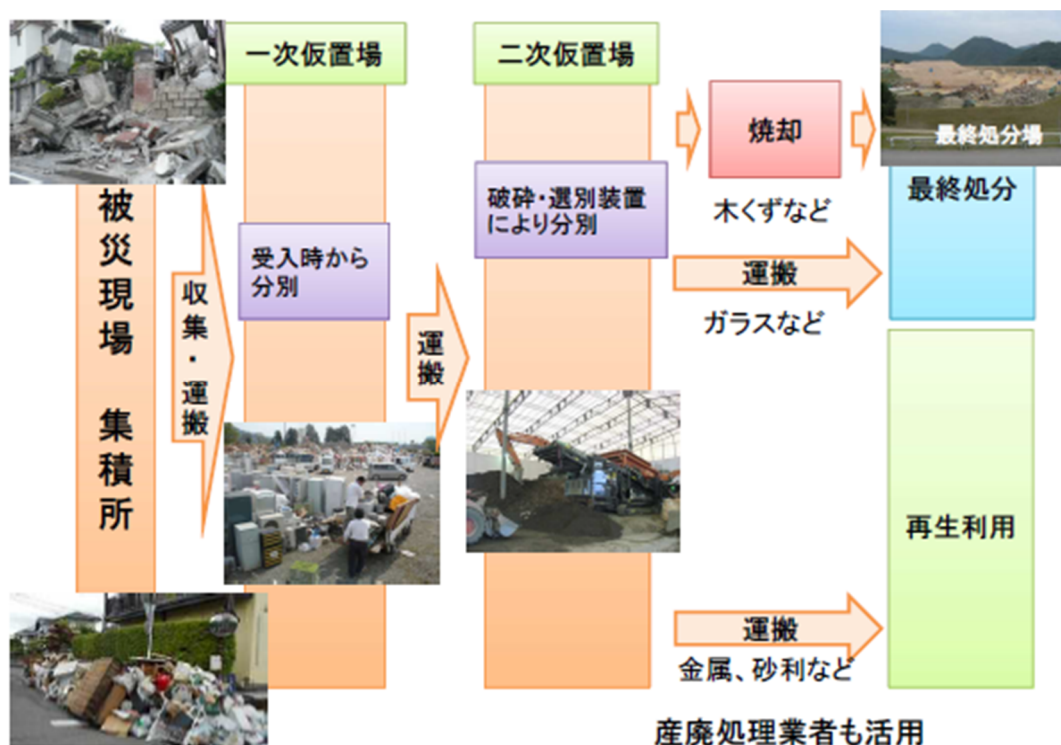 一次仮置場
二次仮置場
焼却
最終処分場
被災現場 集積所
収集・運搬
受入時から
分別
運搬
破砕・選別装置
により分別
木くずなど
運搬
ガラスなど
最終処分
再生利用
運搬
金属、砂利など
産廃処理業者も活用